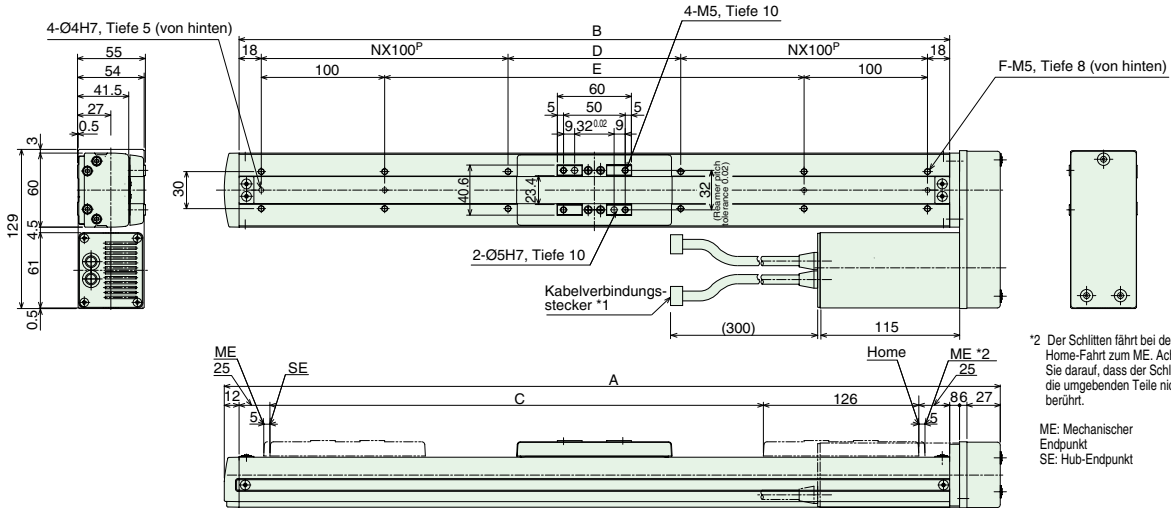 4-Ø4H7, Tiefe 5 (von hinten)
4-M5, Tiefe 10
B
55
18
NX100P
D
NX100P
18
54
100
E
100
F-M5, Tiefe 8 (von hinten)
41.5
60
27
5
50
5
0.5
9
32 0.02
9
3
129
60
4.5
61
0.5
30
40.6
23.4
32
(Reamer pitch
tolerance 0.02)
2-Ø5H7, Tiefe 10
Kabelverbindungs-
stecker *1
(300)
115
*2 Der Schlitten fährt bei de
Home-Fahrt zum ME. Ac
Sie darauf, dass der Schl
die umgebenden Teile nic
berührt.
ME: Mechanischer
Endpunkt
SE: Hub-Endpunkt
ME
SE
Home
ME *2
25
A
25
12
C
126
8
6
27
5
5